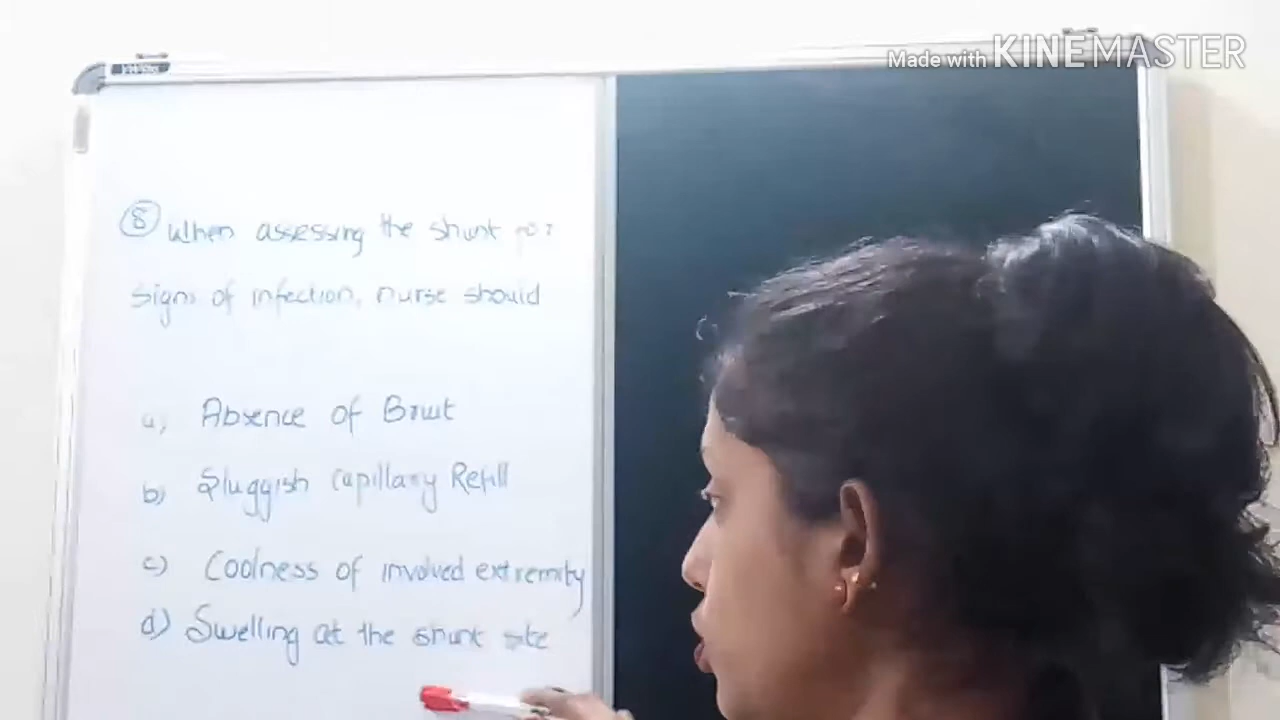 Made with KINEMASTER
⑧ When assessing the shunt for
signs of infection, nurse should
a) Absence of Bruit
b) Sluggish Capillary Refill
c) Coolness of involved extremity
d) Swelling at the shunt site